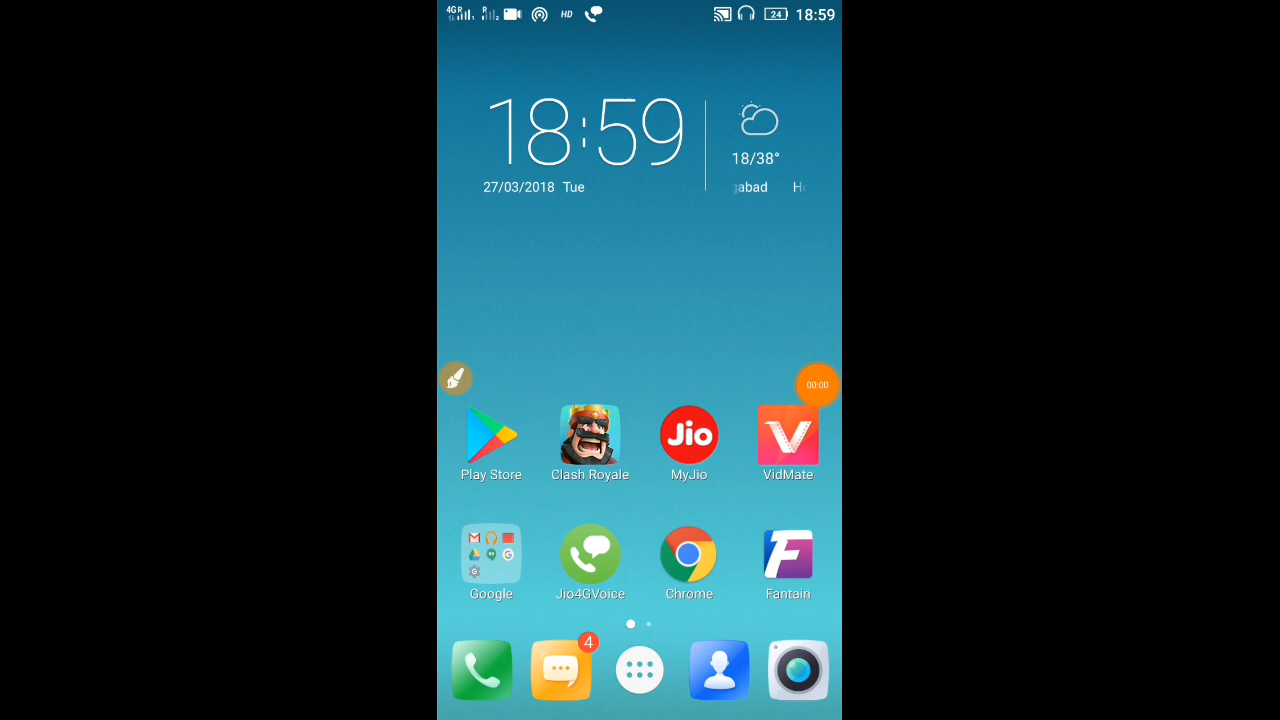 4G R R HD 24 18:59
18:59
18/38°
27/03/2018 Tue
gabad H
00:00
Jio
Play Store Clash Royale MyJio VidMate
Google Jio4GVoice Chrome Fantain
4